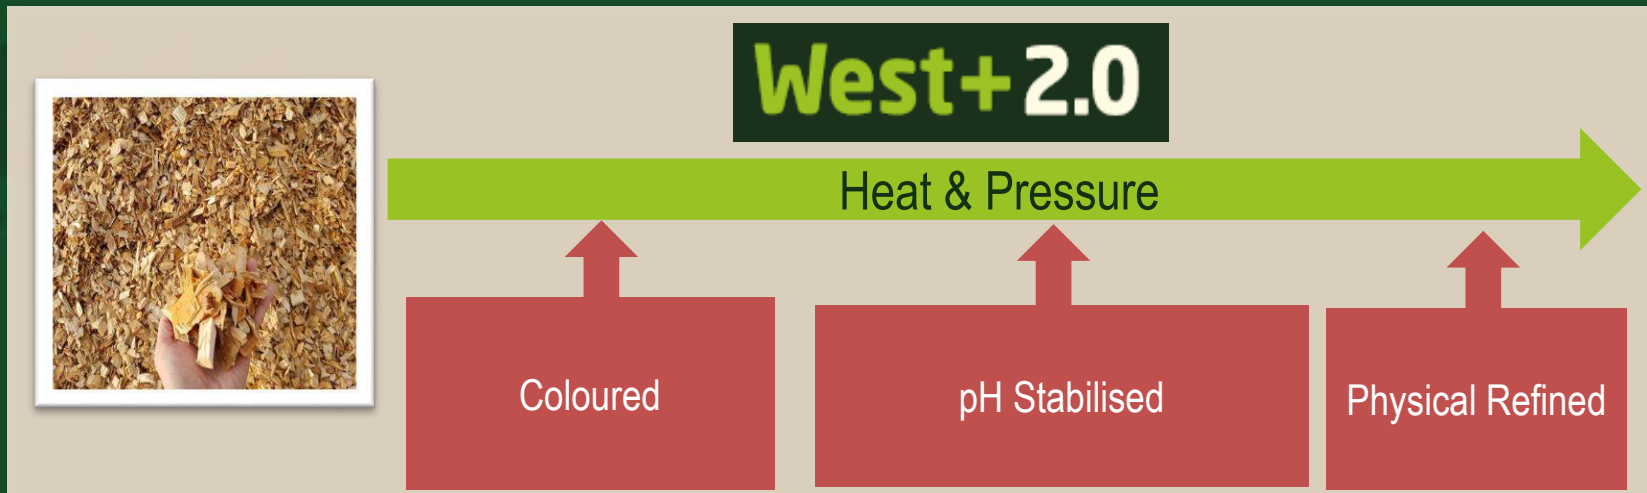 West+ 2.0
Heat & Pressure
Coloured
pH Stabilised
Physical Refined